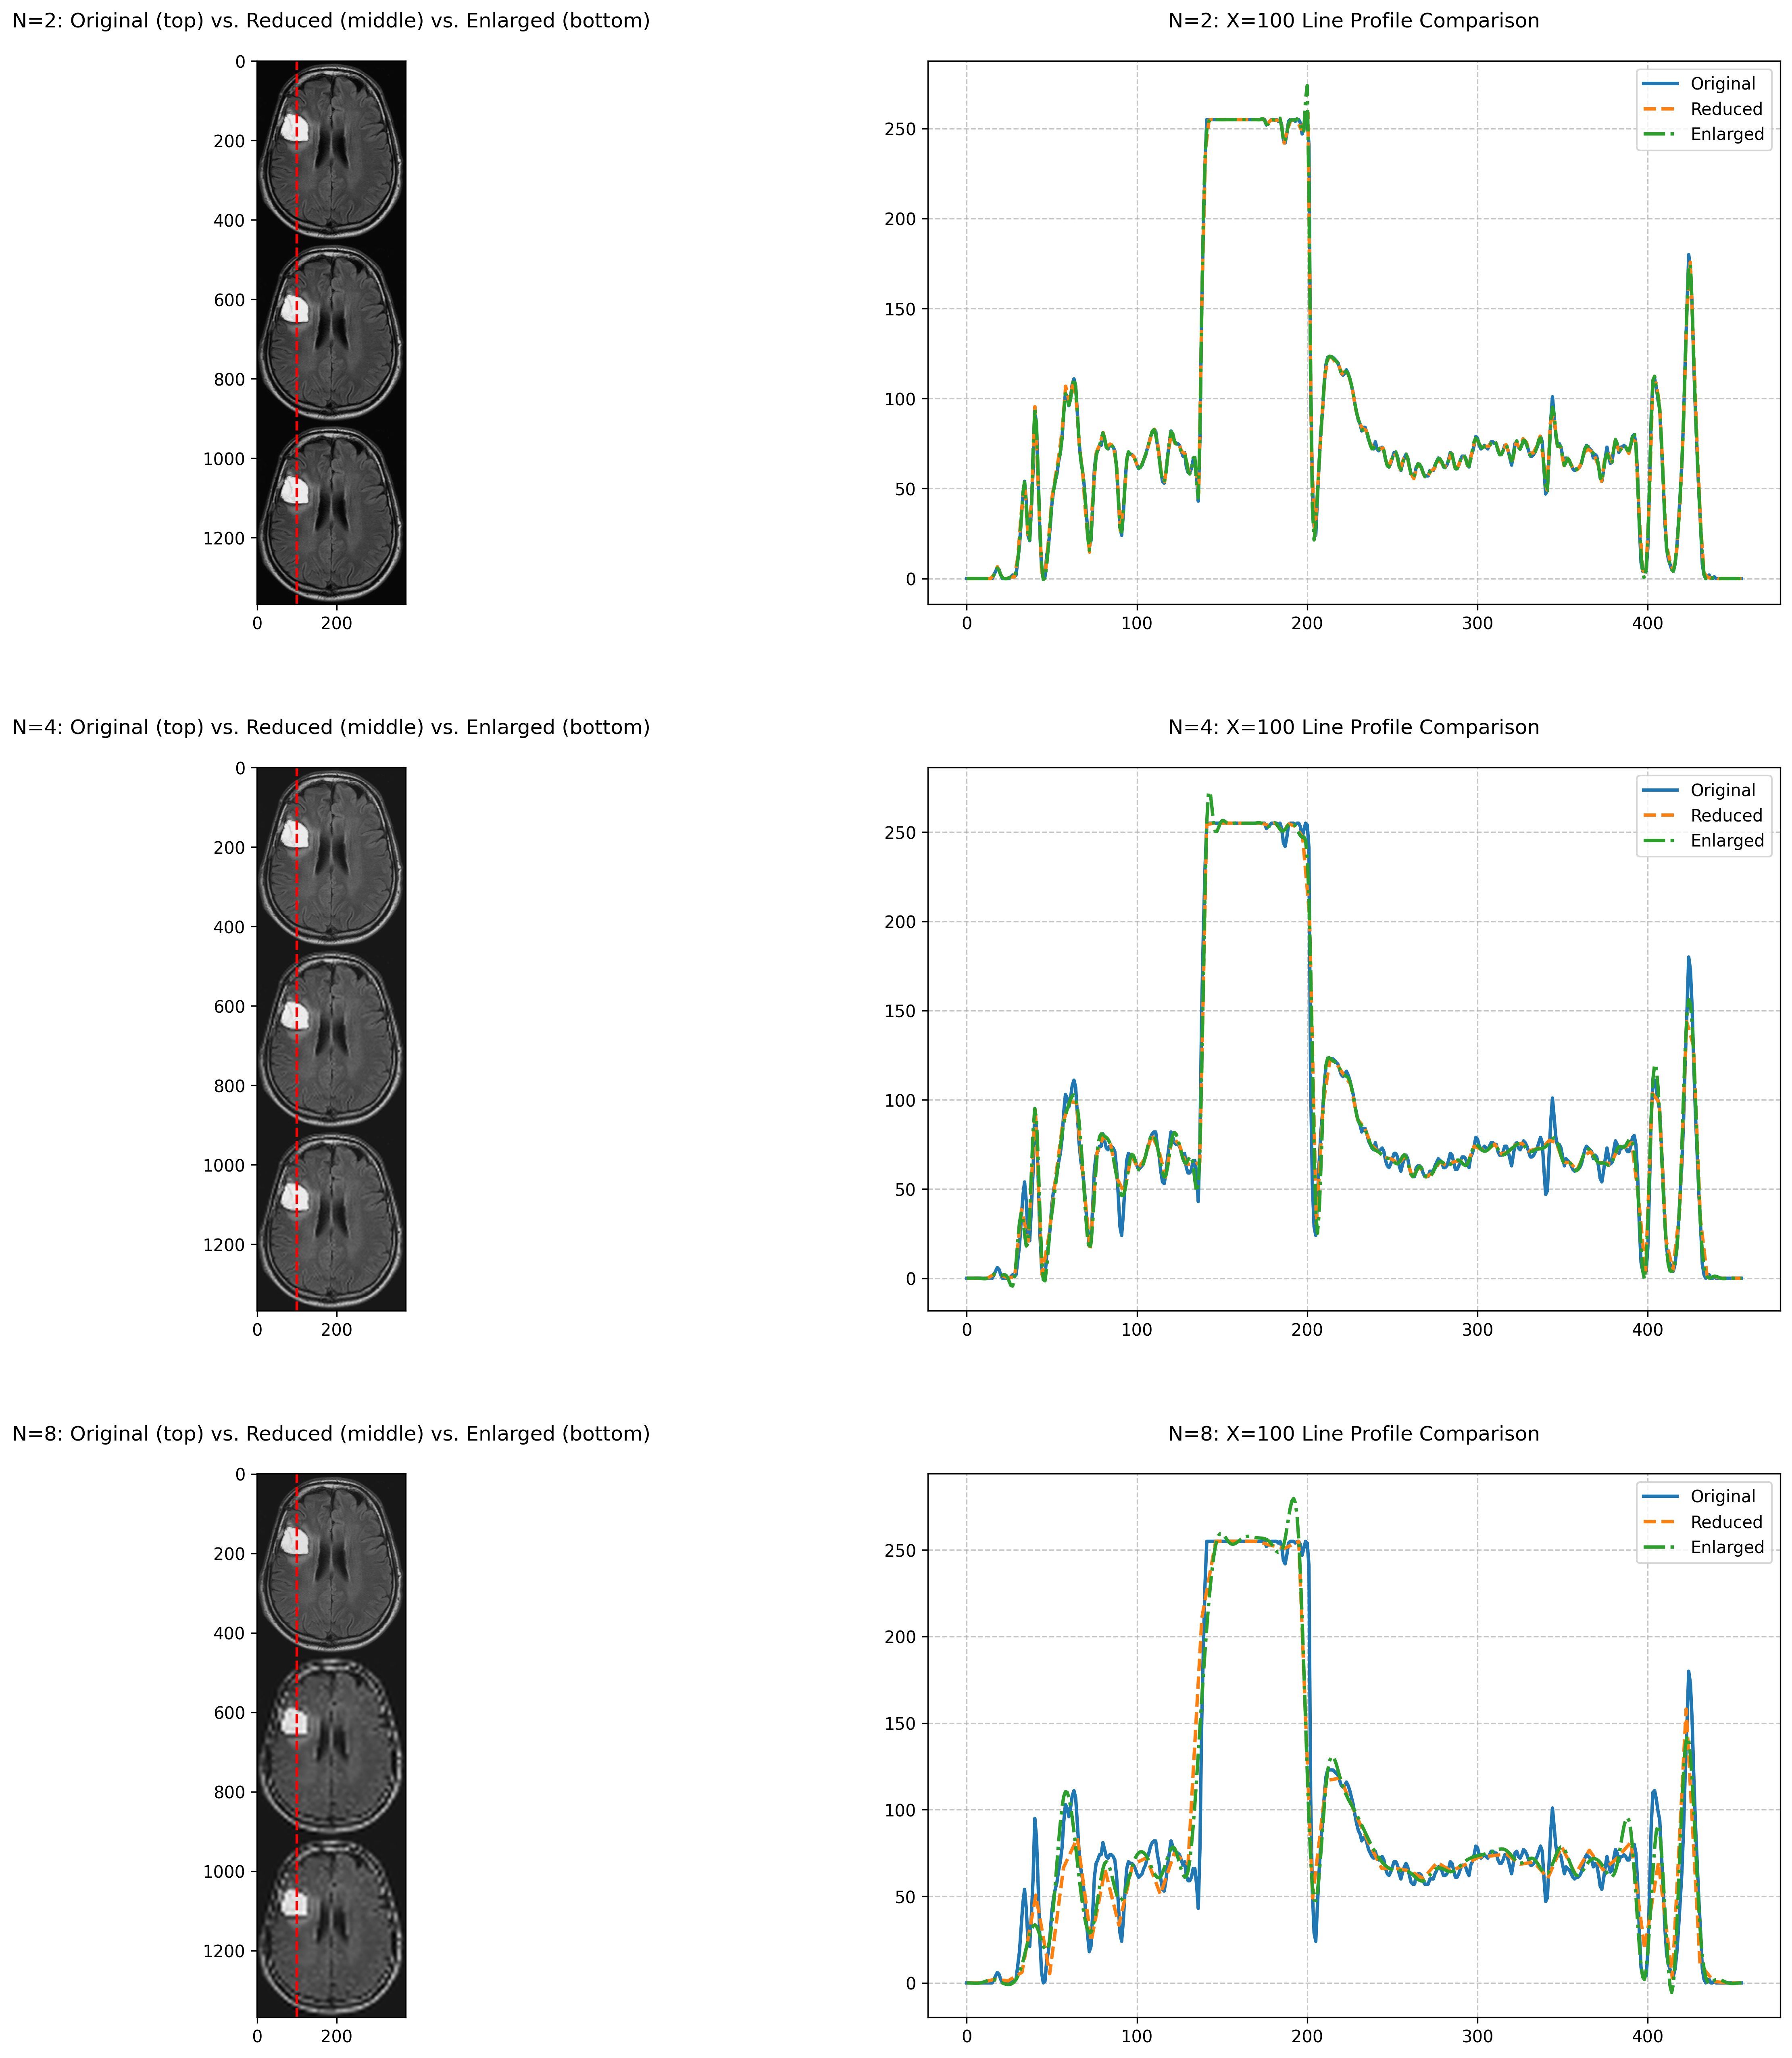 N=2: Original (top) vs. Reduced (middle) vs. Enlarged (bottom)
0
200
400
600
800
1000
1200
0 200
N=2: X=100 Line Profile Comparison
250
200
150
100
50
0
0 100 200 300 400
Original
Reduced
Enlarged
N=4: Original (top) vs. Reduced (middle) vs. Enlarged (bottom)
0
200
400
600
800
1000
1200
0 200
N=4: X=100 Line Profile Comparison
250
200
150
100
50
0
0 100 200 300 400
Original
Reduced
Enlarged
N=8: Original (top) vs. Reduced (middle) vs. Enlarged (bottom)
0
200
400
600
800
1000
1200
0 200
N=8: X=100 Line Profile Comparison
250
200
150
100
50
0
0 100 200 300 400
Original
Reduced
Enlarged